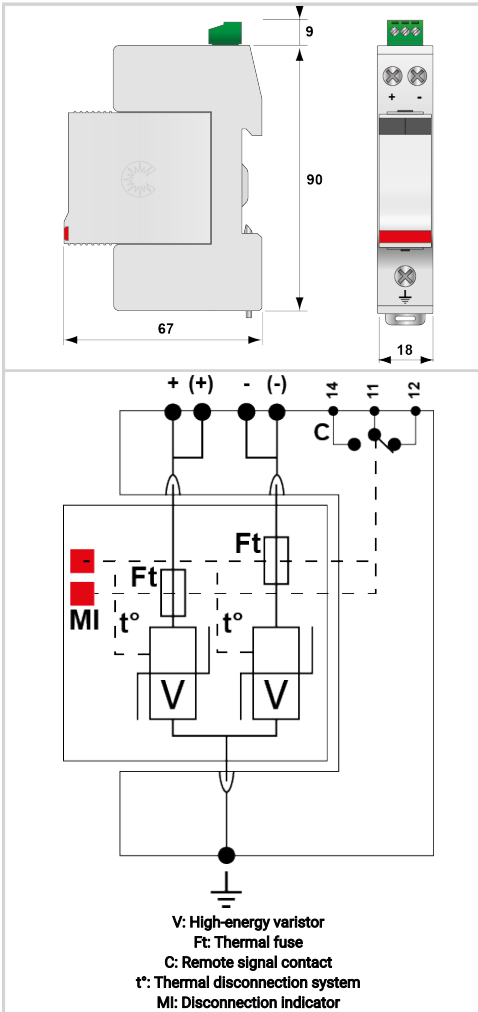 9
+ -
90
67
18
+ (+) - (-) 14 11 12
C
Ft
Ft
MI t° t°
V V
V: High-energy varistor
Ft: Thermal fuse
C: Remote signal contact
t°: Thermal disconnection system
MI: Disconnection indicator